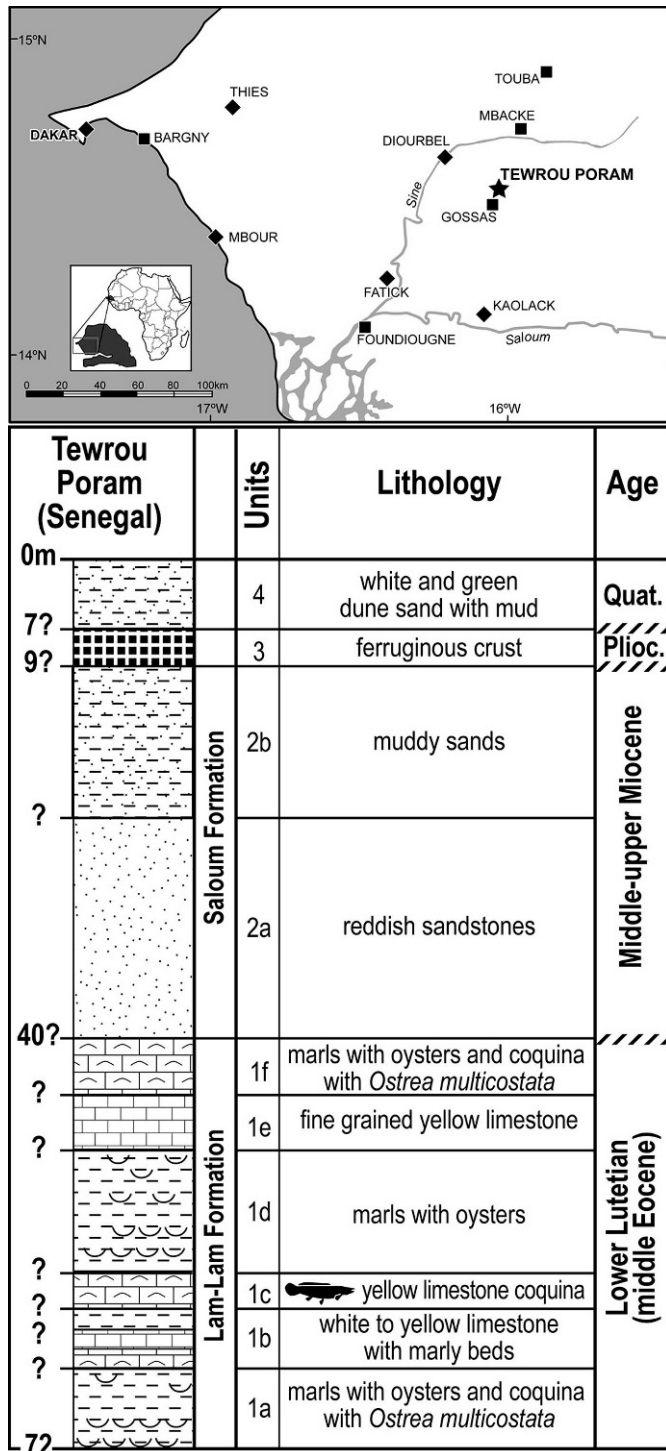 15°N
TOUBA
THIES
MBACKE
DAKAR
BARGNY
DIOURBEL
TEWROU PORAM
Sine
GOSSAS
MBOUR
FATICK
KAOLACK
FOUNDIOUGNE
Saloum
14°N
0 20 40 60 80 100km
17°W
16°W
Tewrou
Poram
(Senegal)
Units
Lithology
Age
0m
4
white and green
dune sand with mud
Quat.
7?
3
ferruginous crust
Plioc.
9?
Saloum Formation
2b
muddy sands
Middle-upper Miocene
?
2a
reddish sandstones
40?
Lam-Lam Formation
1f
marls with oysters and coquina
with Ostrea multicostata
Lower Lutetian
(middle Eocene)
?
1e
fine grained yellow limestone
?
1d
marls with oysters
?
1c
yellow limestone coquina
?
?
1b
white to yellow limestone
with marly beds
?
1a
marls with oysters and coquina
with Ostrea multicostata